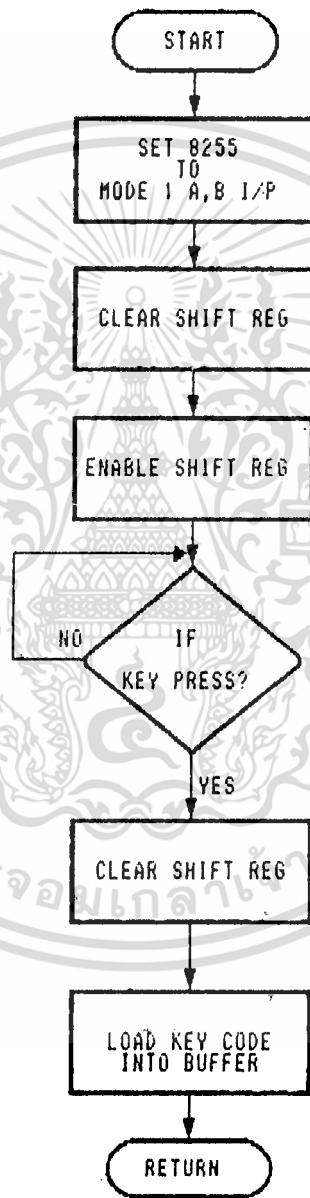 START
SET 8255
TO
MODE 1 A,B I/P
CLEAR SHIFT REG
ENABLE SHIFT REG
NO
IF
KEY PRESS?
YES
CLEAR SHIFT REG
LOAD KEY CODE
INTO BUFFER
RETURN